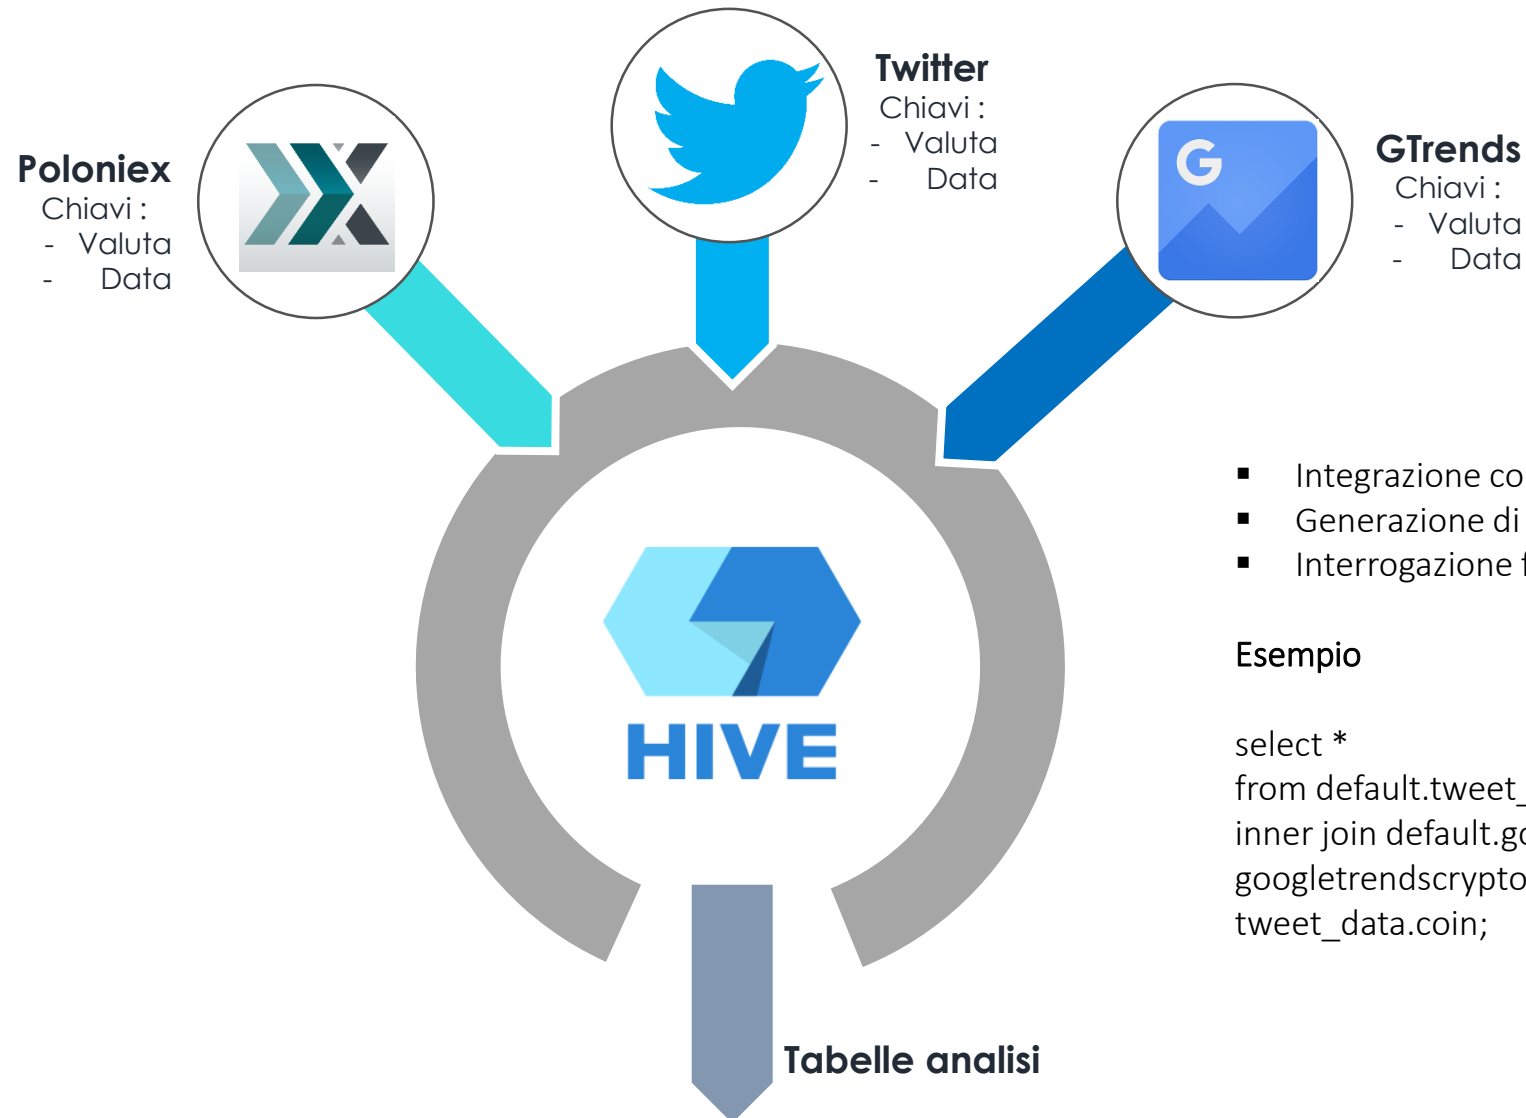 Twitter
Chiavi :
- Valuta
- Data
Poloniex
Chiavi :
- Valuta
- Data
G
GTrends
Chiavi :
- Valuta
- Data
▪ Integrazione co
▪ Generazione di
▪ Interrogazione
Esempio
select *
from default.tweet_
inner join default.go
googletrendscrypto
tweet_data.coin;
HIVE
Tabelle analisi